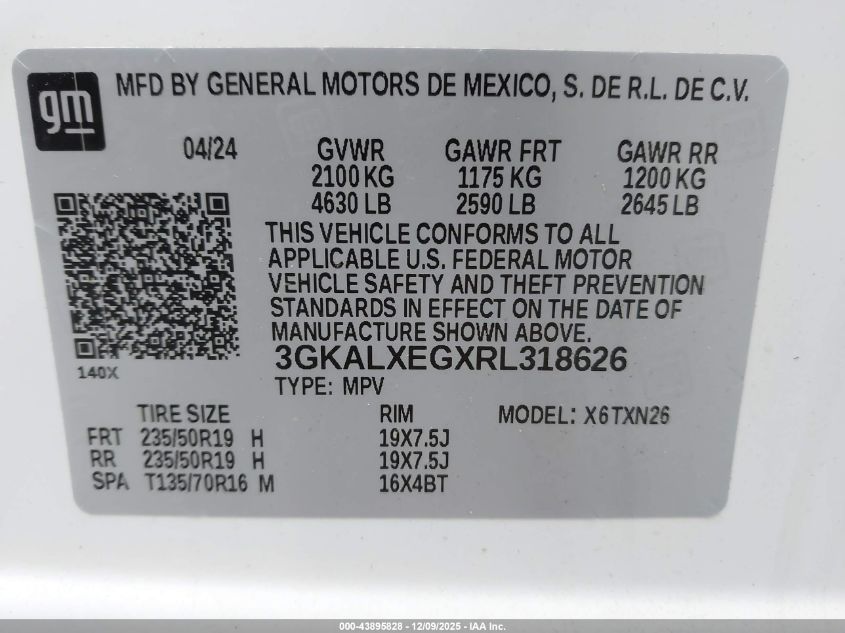 gm
MFD BY GENERAL MOTORS DE MEXICO, S. DE R.L. DE C.V.
04/24 GVWR GAWR FRT GAWR RR
2100 KG 1175 KG 1200 KG
4630 LB 2590 LB 2645 LB
THIS VEHICLE CONFORMS TO ALL
APPLICABLE U.S. FEDERAL MOTOR
VEHICLE SAFETY AND THEFT PREVENTION
STANDARDS IN EFFECT ON THE DATE OF
MANUFACTURE SHOWN ABOVE.
3GKALXEGXRL318626
140X
TYPE: MPV
TIRE SIZE RIM MODEL: X6TXN26
FRT 235/50R19 H 19X7.5J
RR 235/50R19 H 19X7.5J
SPA T135/70R16 M 16X4BT
000-43895828 - 12/09/2025 - IAA Inc.